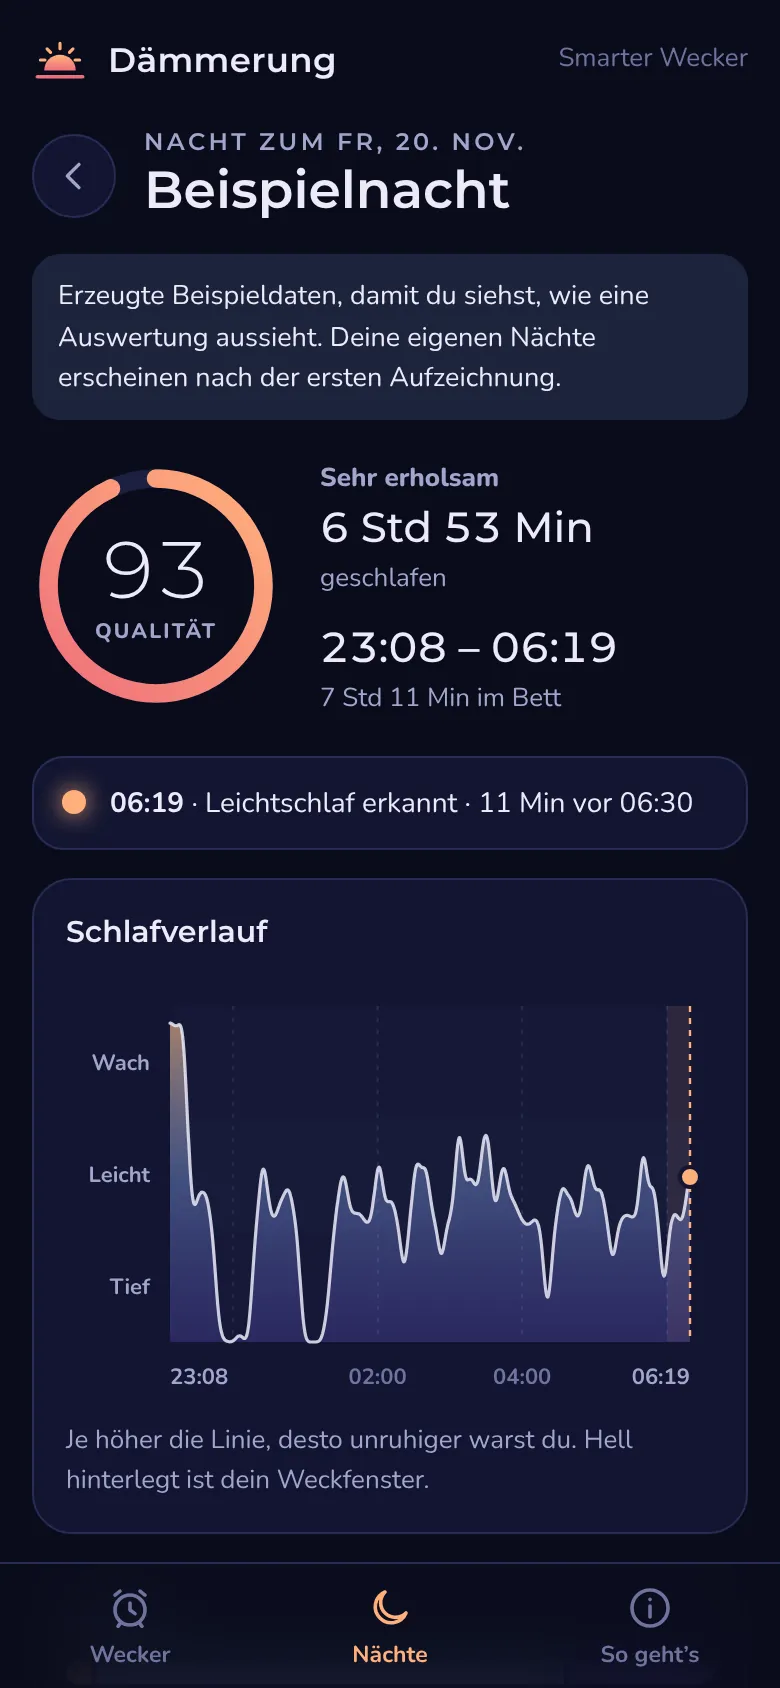 Dämmerung
Smarter Wecker
NACHT ZUM FR, 20. NOV.
Beispielnacht
Erzeugte Beispieldaten, damit du siehst, wie eine
Auswertung aussieht. Deine eigenen Nächte
erscheinen nach der ersten Aufzeichnung.
93
QUALITÄT
Sehr erholsam
6 Std 53 Min
geschlafen
23:08 – 06:19
7 Std 11 Min im Bett
06:19 · Leichtschlaf erkannt · 11 Min vor 06:30
Schlafverlauf
Wach
Leicht
Tief
23:08 02:00 04:00 06:19
Je höher die Linie, desto unruhiger warst du. Hell
hinterlegt ist dein Weckfenster.
Wecker Nächte So geht’s